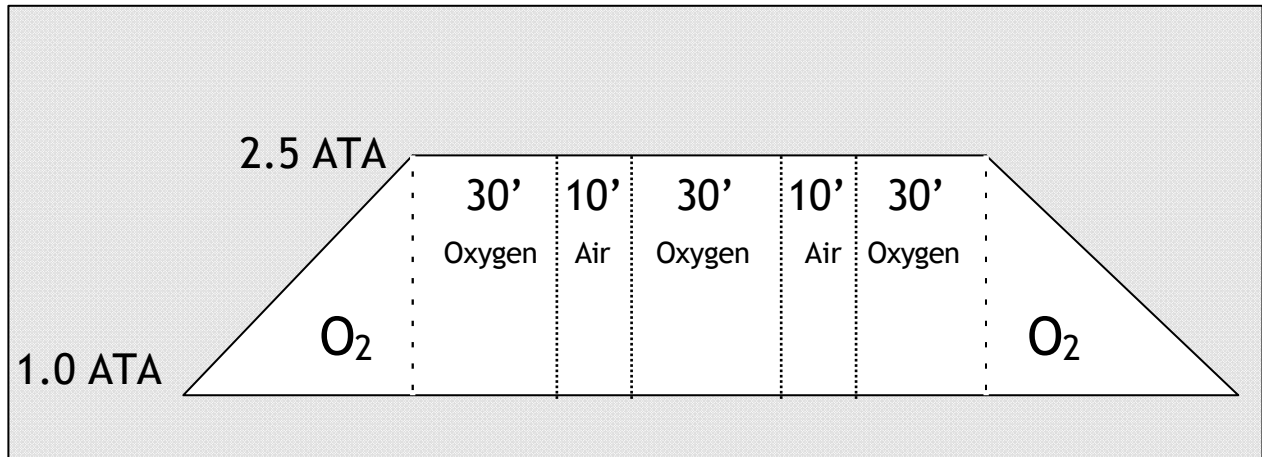 2.5 ATA
30’ 10’ 30’ 10’ 30’
Oxygen Air Oxygen Air Oxygen
O₂ O₂
1.0 ATA